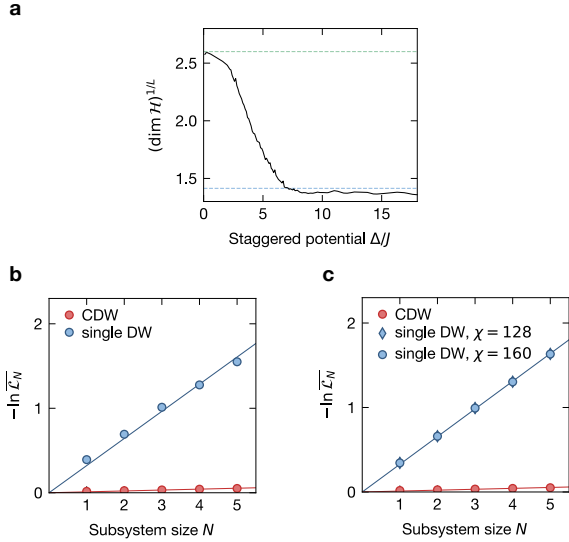 a
(dim ℋ)^{1/L}
2.5
2.0
1.5
0 5 10 15
Staggered potential Δ/J
b
−ln \overline{ℒ_N}
2
1
0
CDW
single DW
1 2 3 4 5
Subsystem size N
c
−ln \overline{ℒ_N}
2
1
0
CDW
single DW, χ = 128
single DW, χ = 160
1 2 3 4 5
Subsystem size N